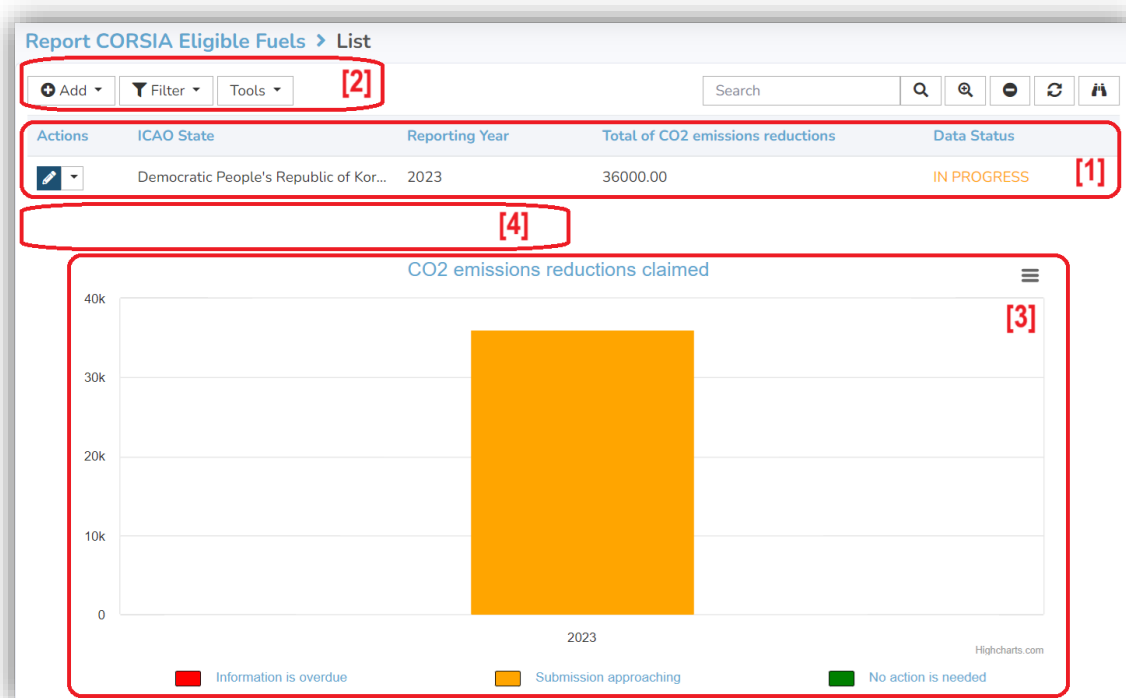 Report CORSIA Eligible Fuels > List
Add Filter Tools [2] Search
Actions ICAO State Reporting Year Total of CO2 emissions reductions Data Status
Democratic People's Republic of Kor... 2023 36000.00 IN PROGRESS [1]
[4]
CO2 emissions reductions claimed
[3]
40k
30k
20k
10k
0
2023
Highcharts.com
Information is overdue Submission approaching No action is needed